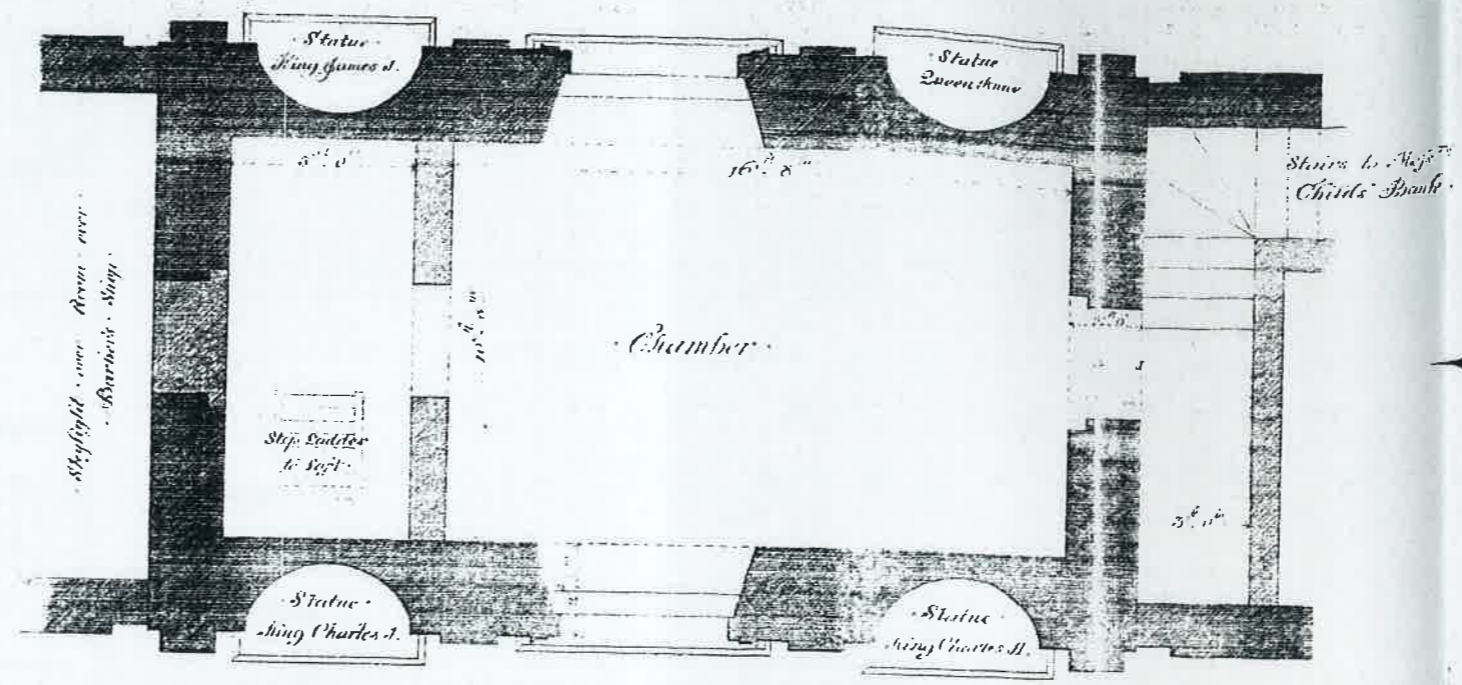 Statue
King James I.
Statue
Queen Anne
5ft. 0in
16ft. 8in
Stairs to Messrs
Childs' Bank
Skylight over Room over
Barber's Shop
Chamber
Step Ladder
to Loft
Statue
King Charles I.
Statue
King Charles II.